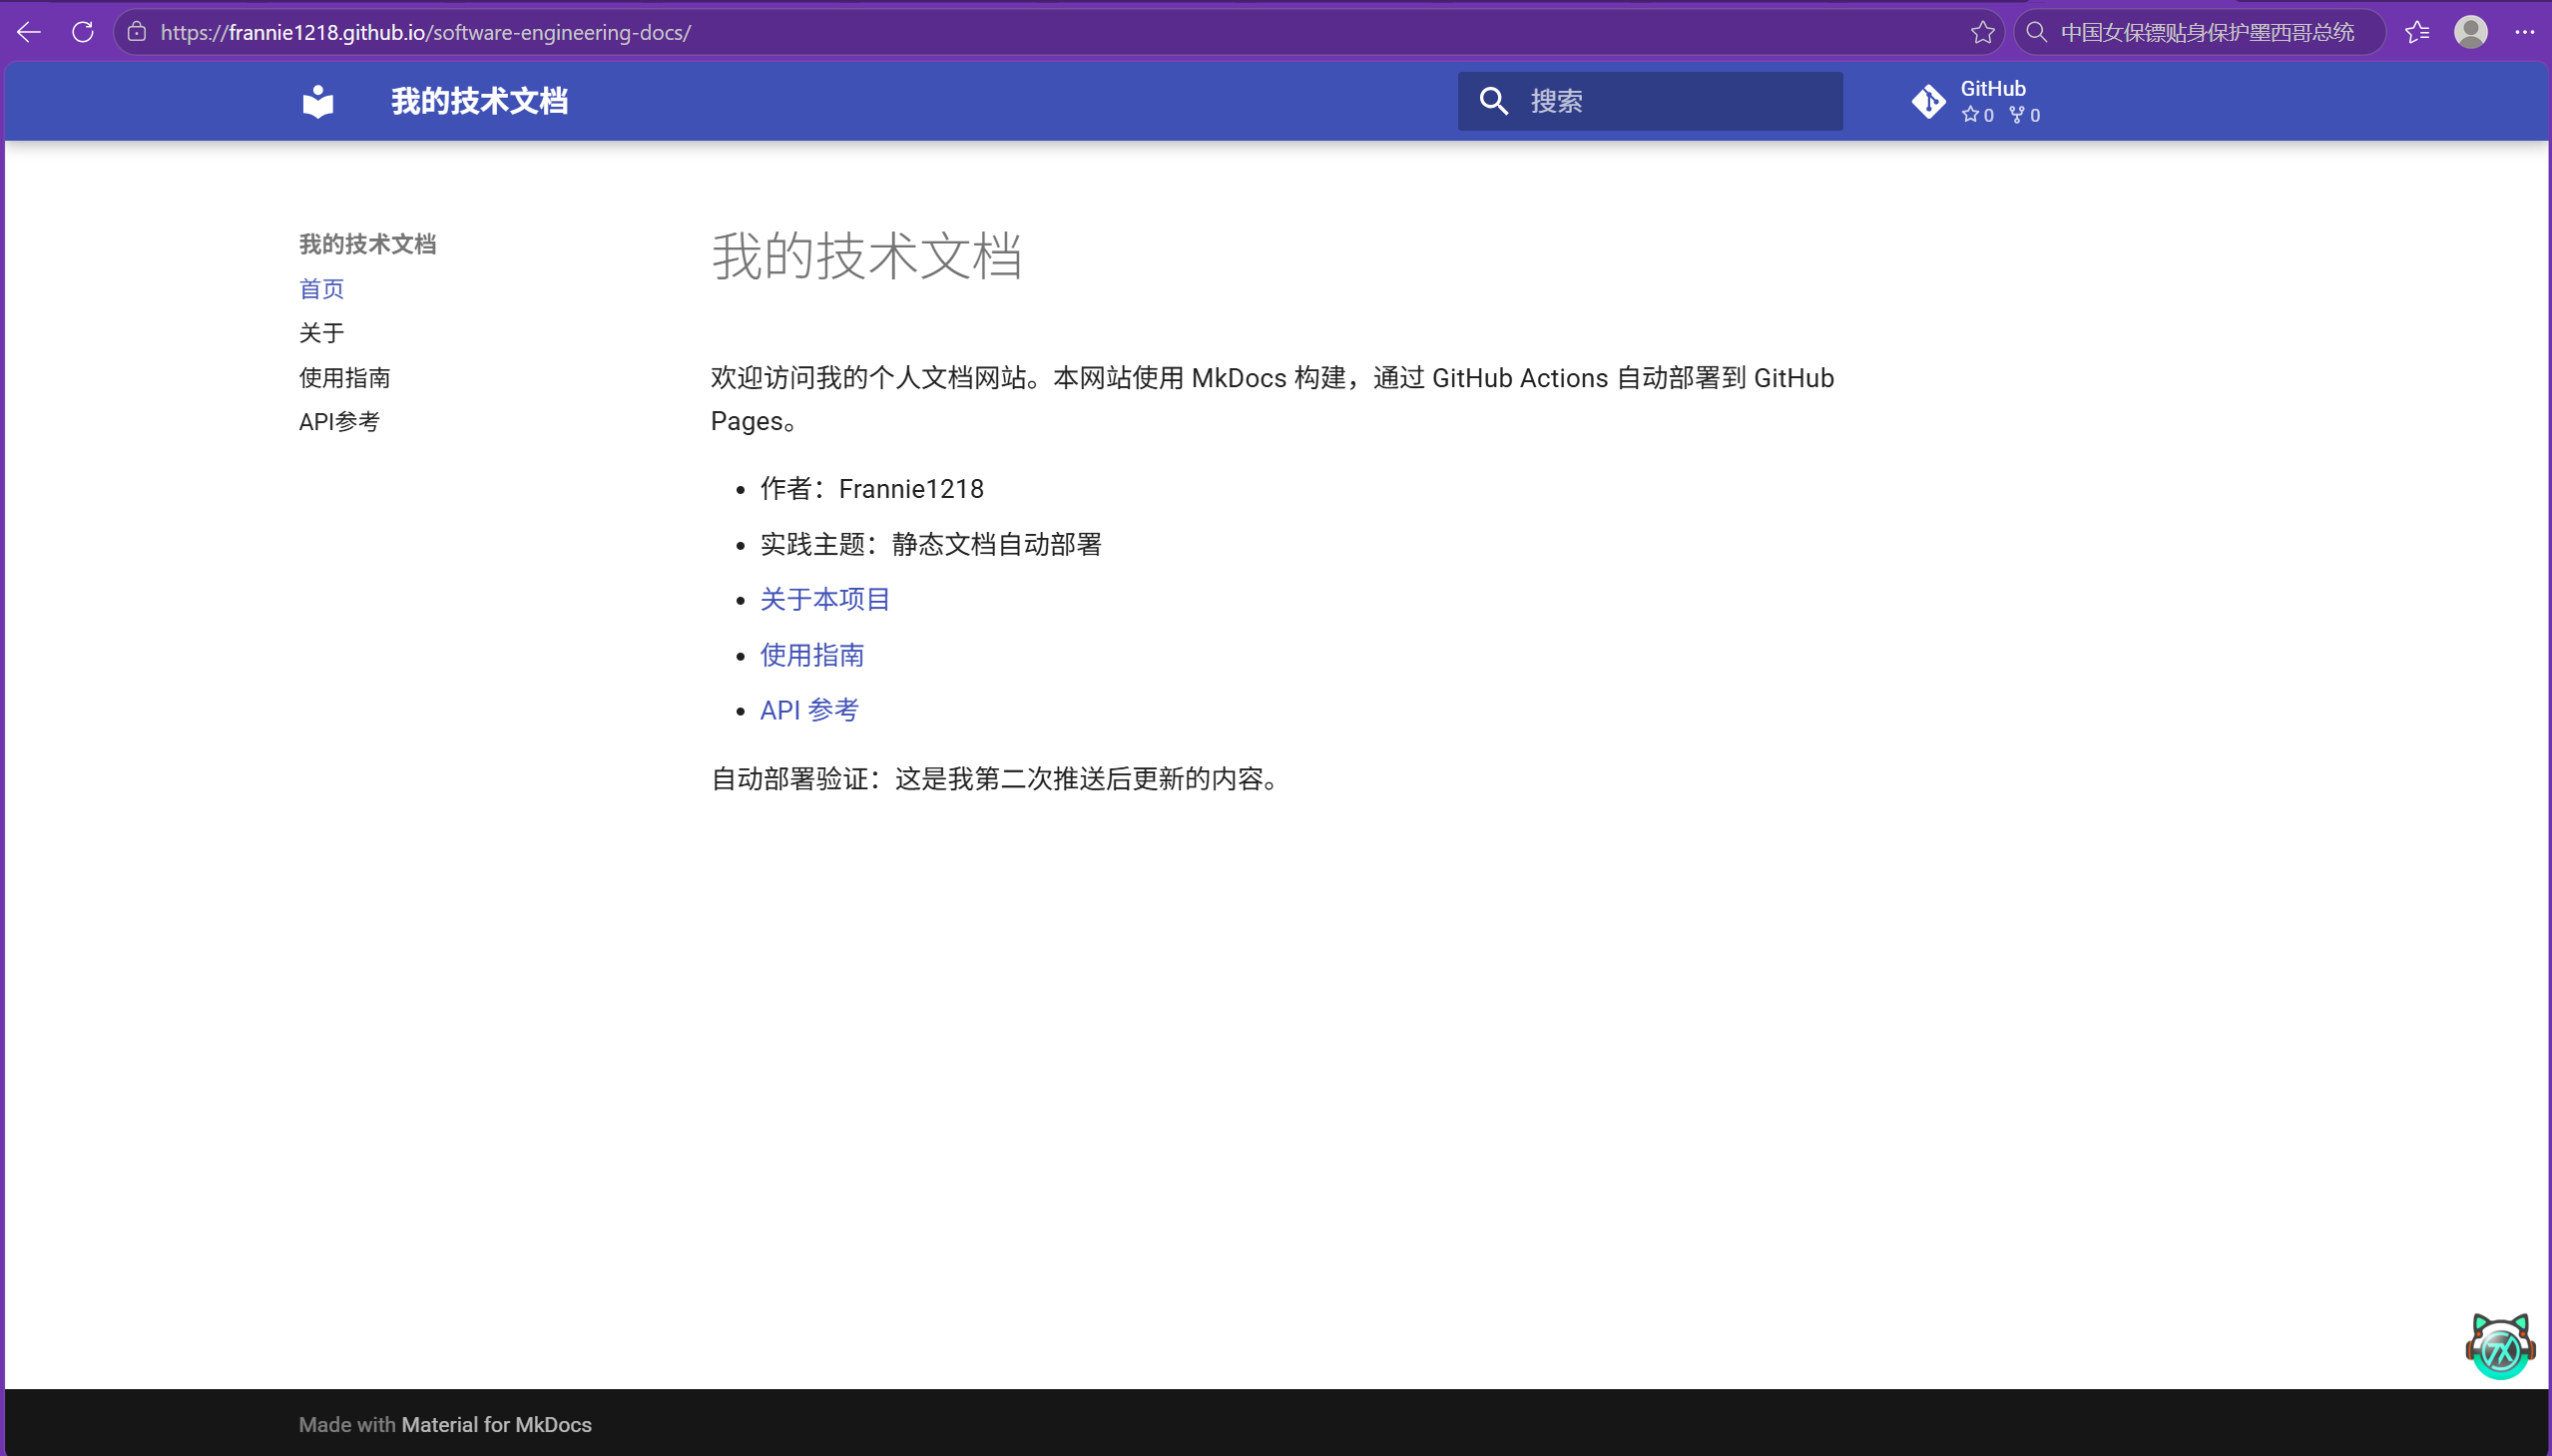 https://frannie1218.github.io/software-engineering-docs/
中国女保镖贴身保护墨西哥总统
我的技术文档
搜索
GitHub
0 0
我的技术文档
首页
关于
使用指南
API参考
我的技术文档
欢迎访问我的个人文档网站。本网站使用 MkDocs 构建，通过 GitHub Actions 自动部署到 GitHub
Pages。
作者：Frannie1218
实践主题：静态文档自动部署
关于本项目
使用指南
API 参考
自动部署验证：这是我第二次推送后更新的内容。
Made with Material for MkDocs